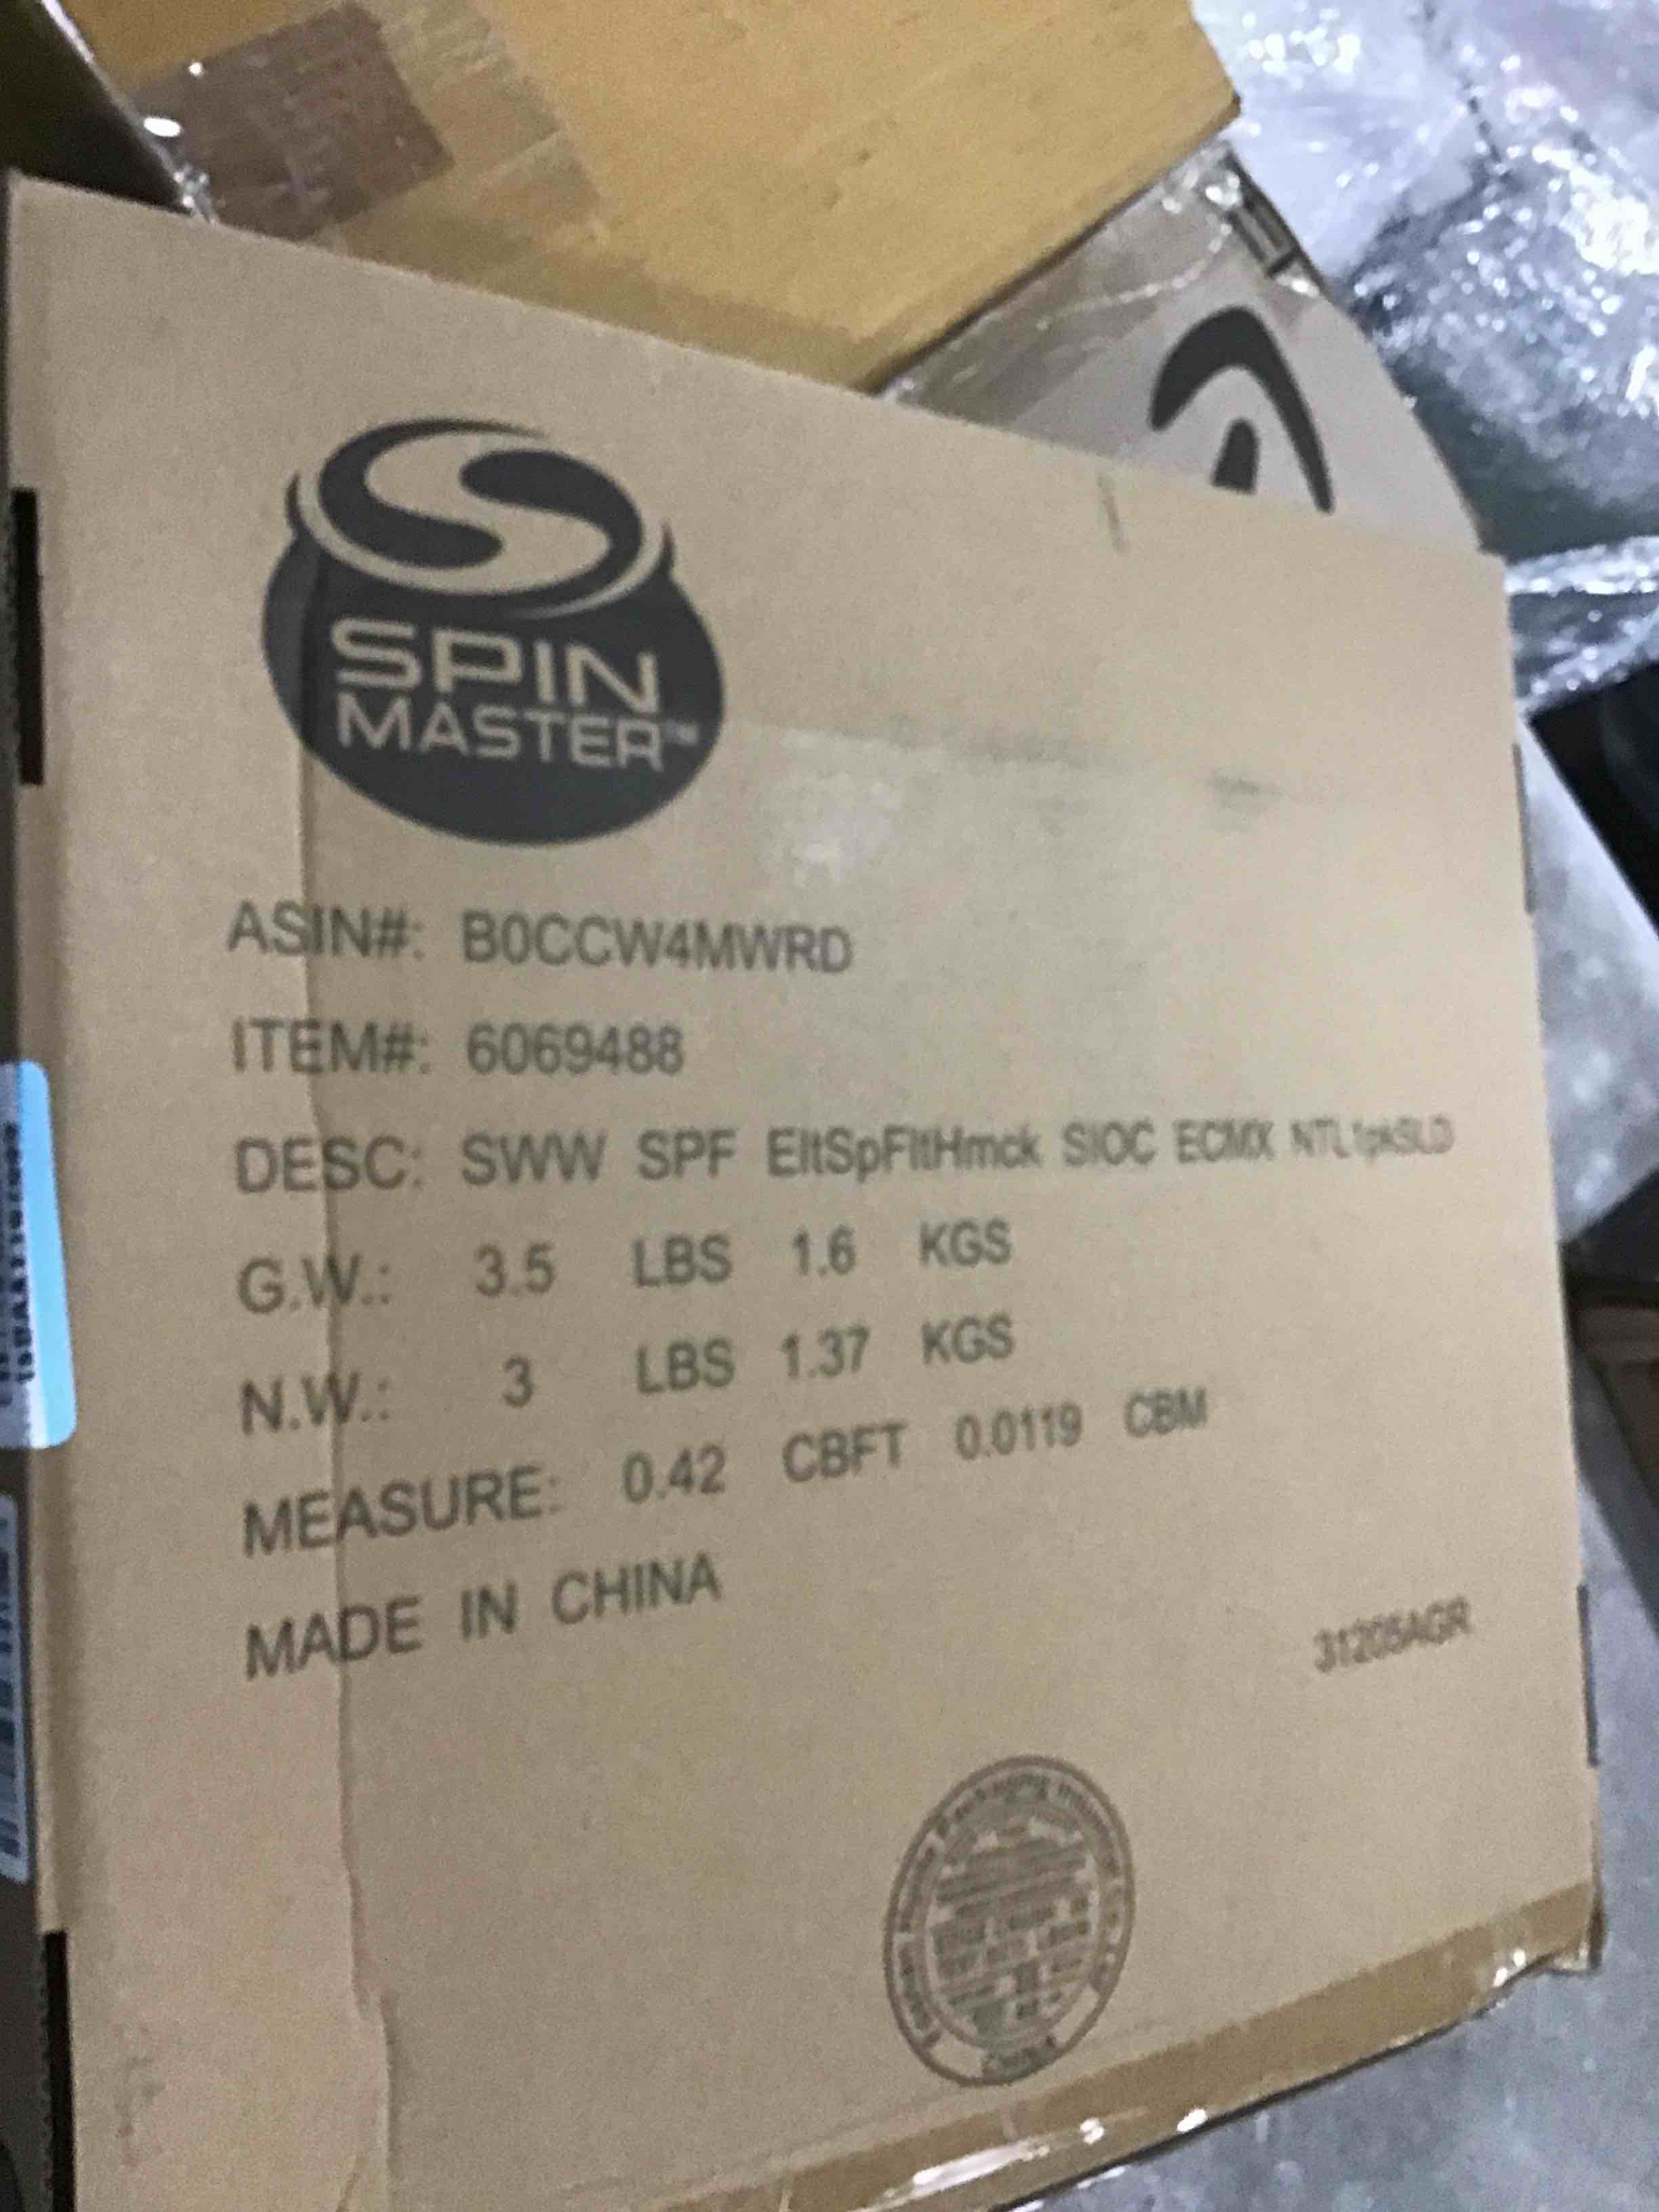 SPIN
MASTER™
ASIN#: B0CCW4MWRD
ITEM#: 6069488
DESC: SWW SPF EltSpFltHmck SIOC ECMX NTL1pkSLD
G.W.: 3.5 LBS 1.6 KGS
N.W.: 3 LBS 1.37 KGS
MEASURE: 0.42 CBFT 0.0119 CBM
MADE IN CHINA
31205AGR